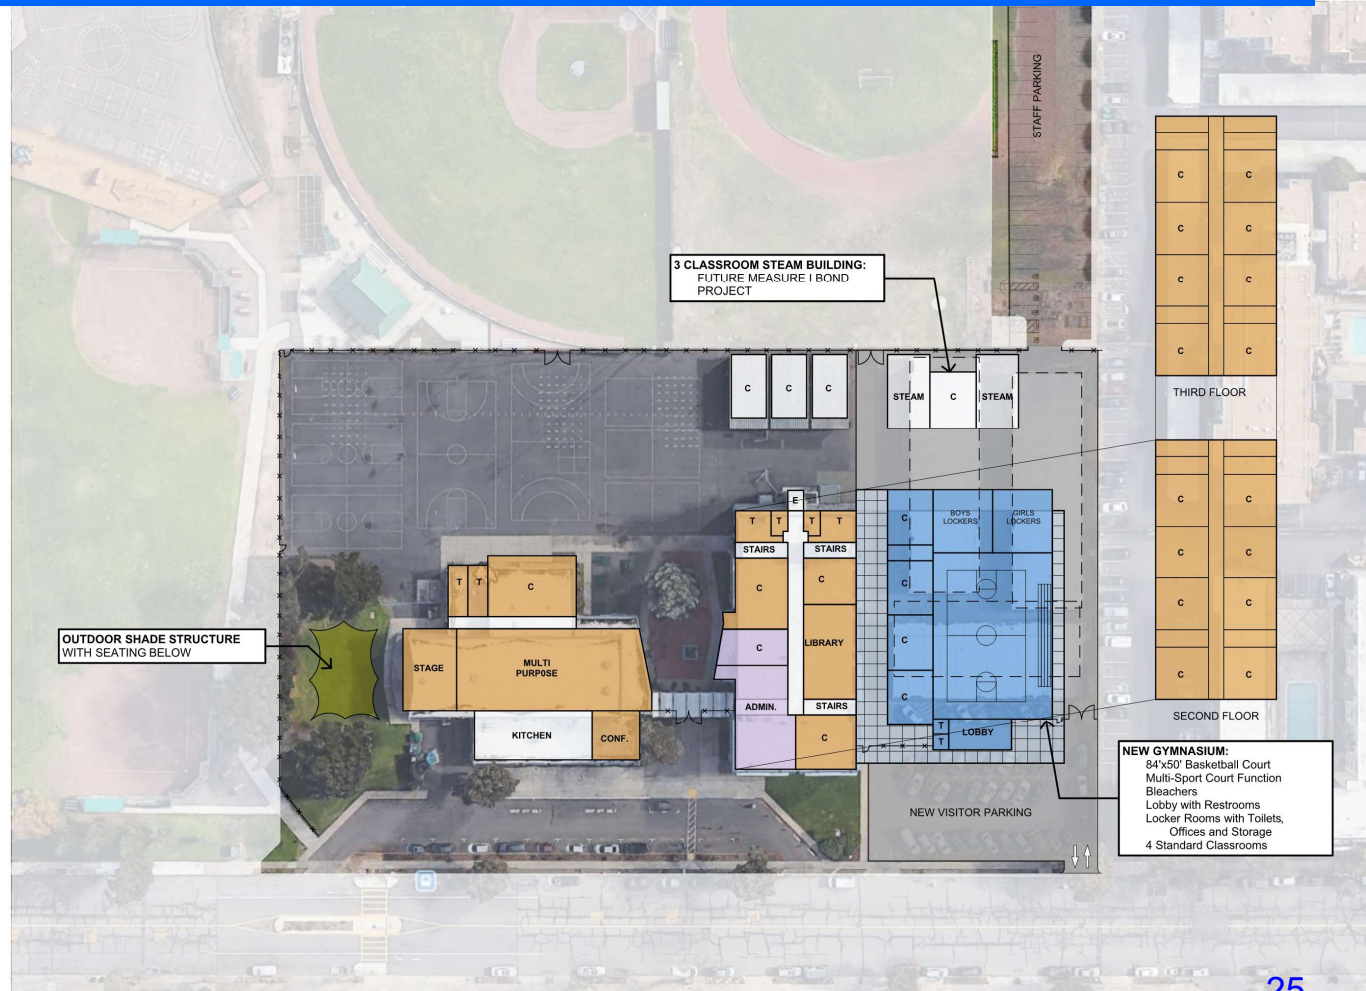 STAFF PARKING
C
C
C
C
C
C
C
C
THIRD FLOOR
3 CLASSROOM STEAM BUILDING:
FUTURE MEASURE I BOND
PROJECT
C
C
C
STEAM
C
STEAM
C
C
C
C
C
C
C
C
SECOND FLOOR
E
T
T
T
T
STAIRS
STAIRS
C
C
C
LIBRARY
ADMIN.
STAIRS
C
C
BOYS
LOCKERS
GIRLS
LOCKERS
C
C
C
T
T
LOBBY
T
T
C
STAGE
MULTI
PURP0SE
KITCHEN
CONF.
OUTDOOR SHADE STRUCTURE
WITH SEATING BELOW
NEW GYMNASIUM:
84'x50' Basketball Court
Multi-Sport Court Function
Bleachers
Lobby with Restrooms
Locker Rooms with Toilets,
Offices and Storage
4 Standard Classrooms
NEW VISITOR PARKING
25